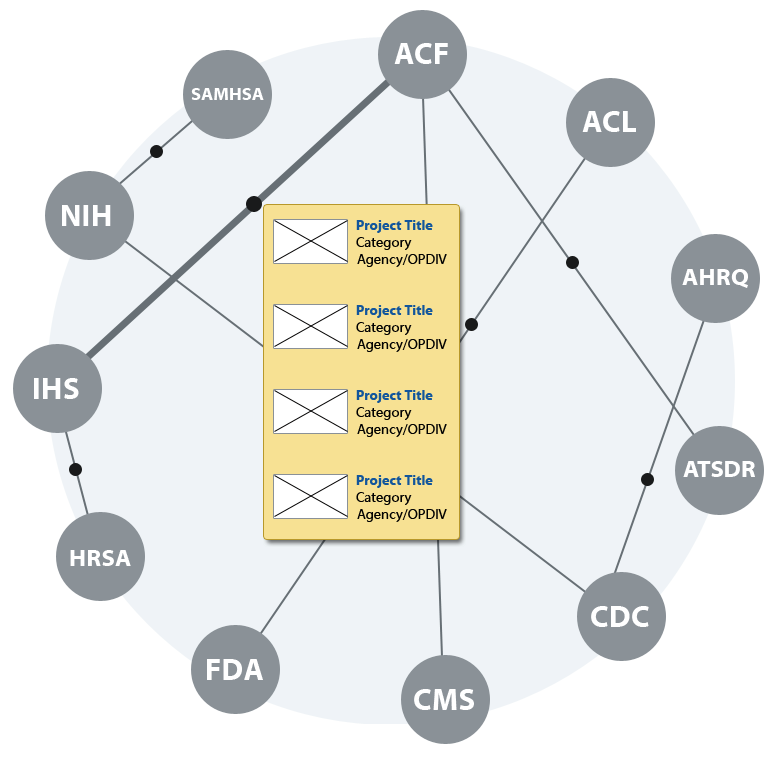 ACF
SAMHSA
ACL
NIH
Project Title
Category
Agency/OPDIV
AHRQ
Project Title
Category
Agency/OPDIV
IHS
Project Title
Category
Agency/OPDIV
ATSDR
Project Title
Category
Agency/OPDIV
HRSA
CDC
FDA
CMS